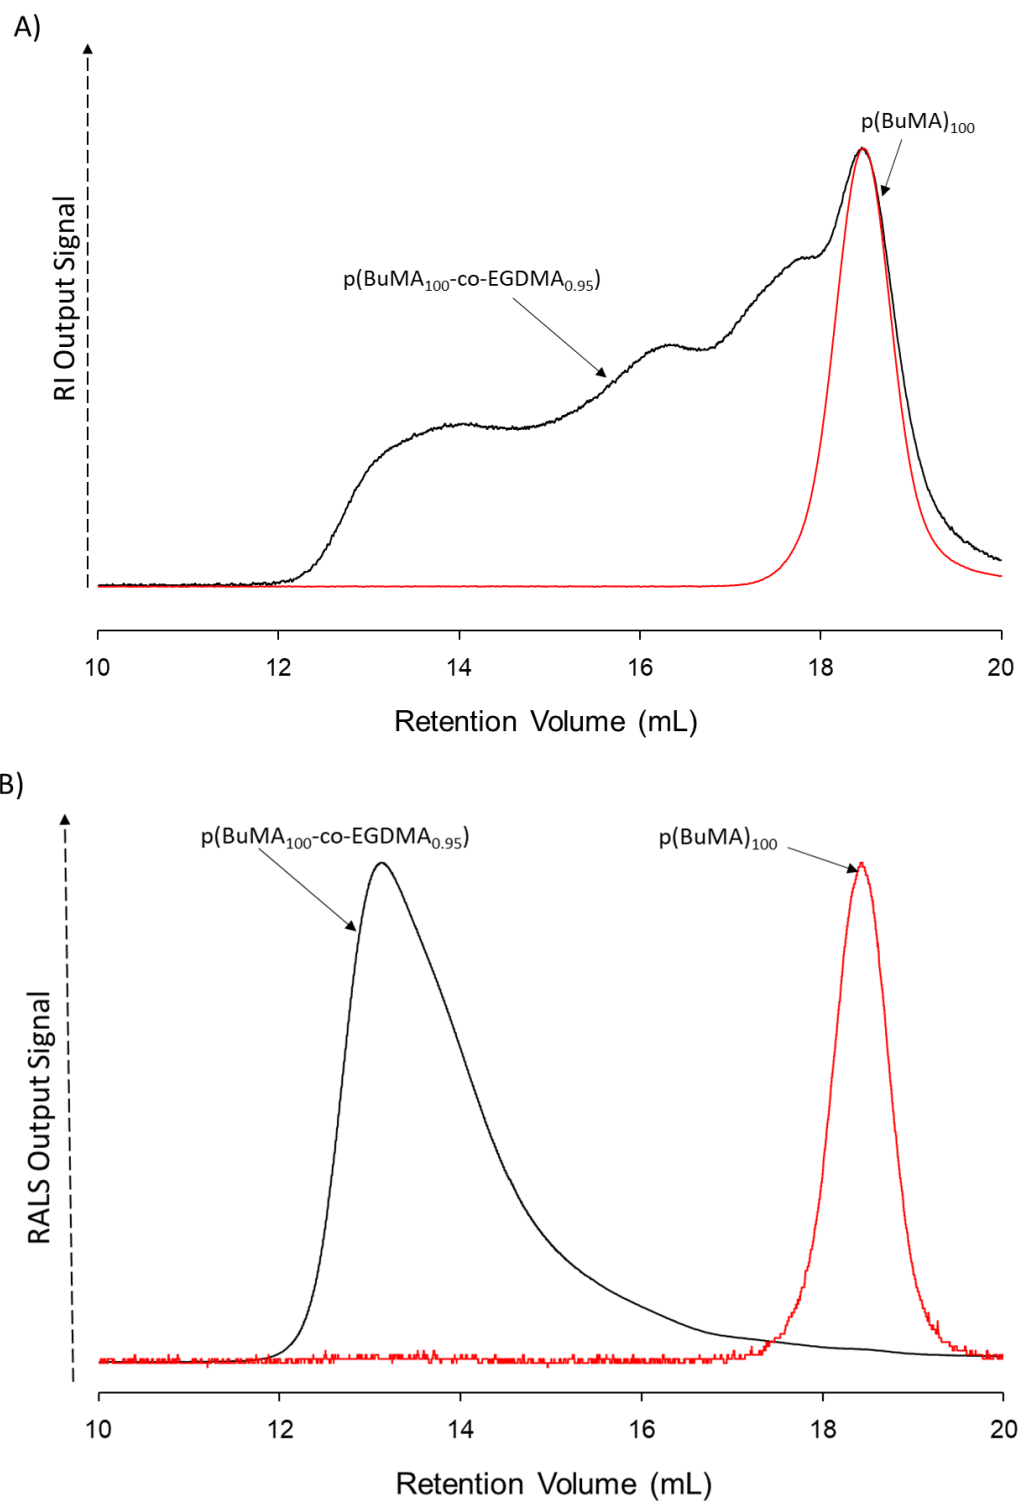 A)
p(BuMA)₁₀₀
p(BuMA₁₀₀-co-EGDMA₀.₉₅)
RI Output Signal
10 12 14 16 18 20
Retention Volume (mL)
B)
p(BuMA₁₀₀-co-EGDMA₀.₉₅) p(BuMA)₁₀₀
RALS Output Signal
10 12 14 16 18 20
Retention Volume (mL)